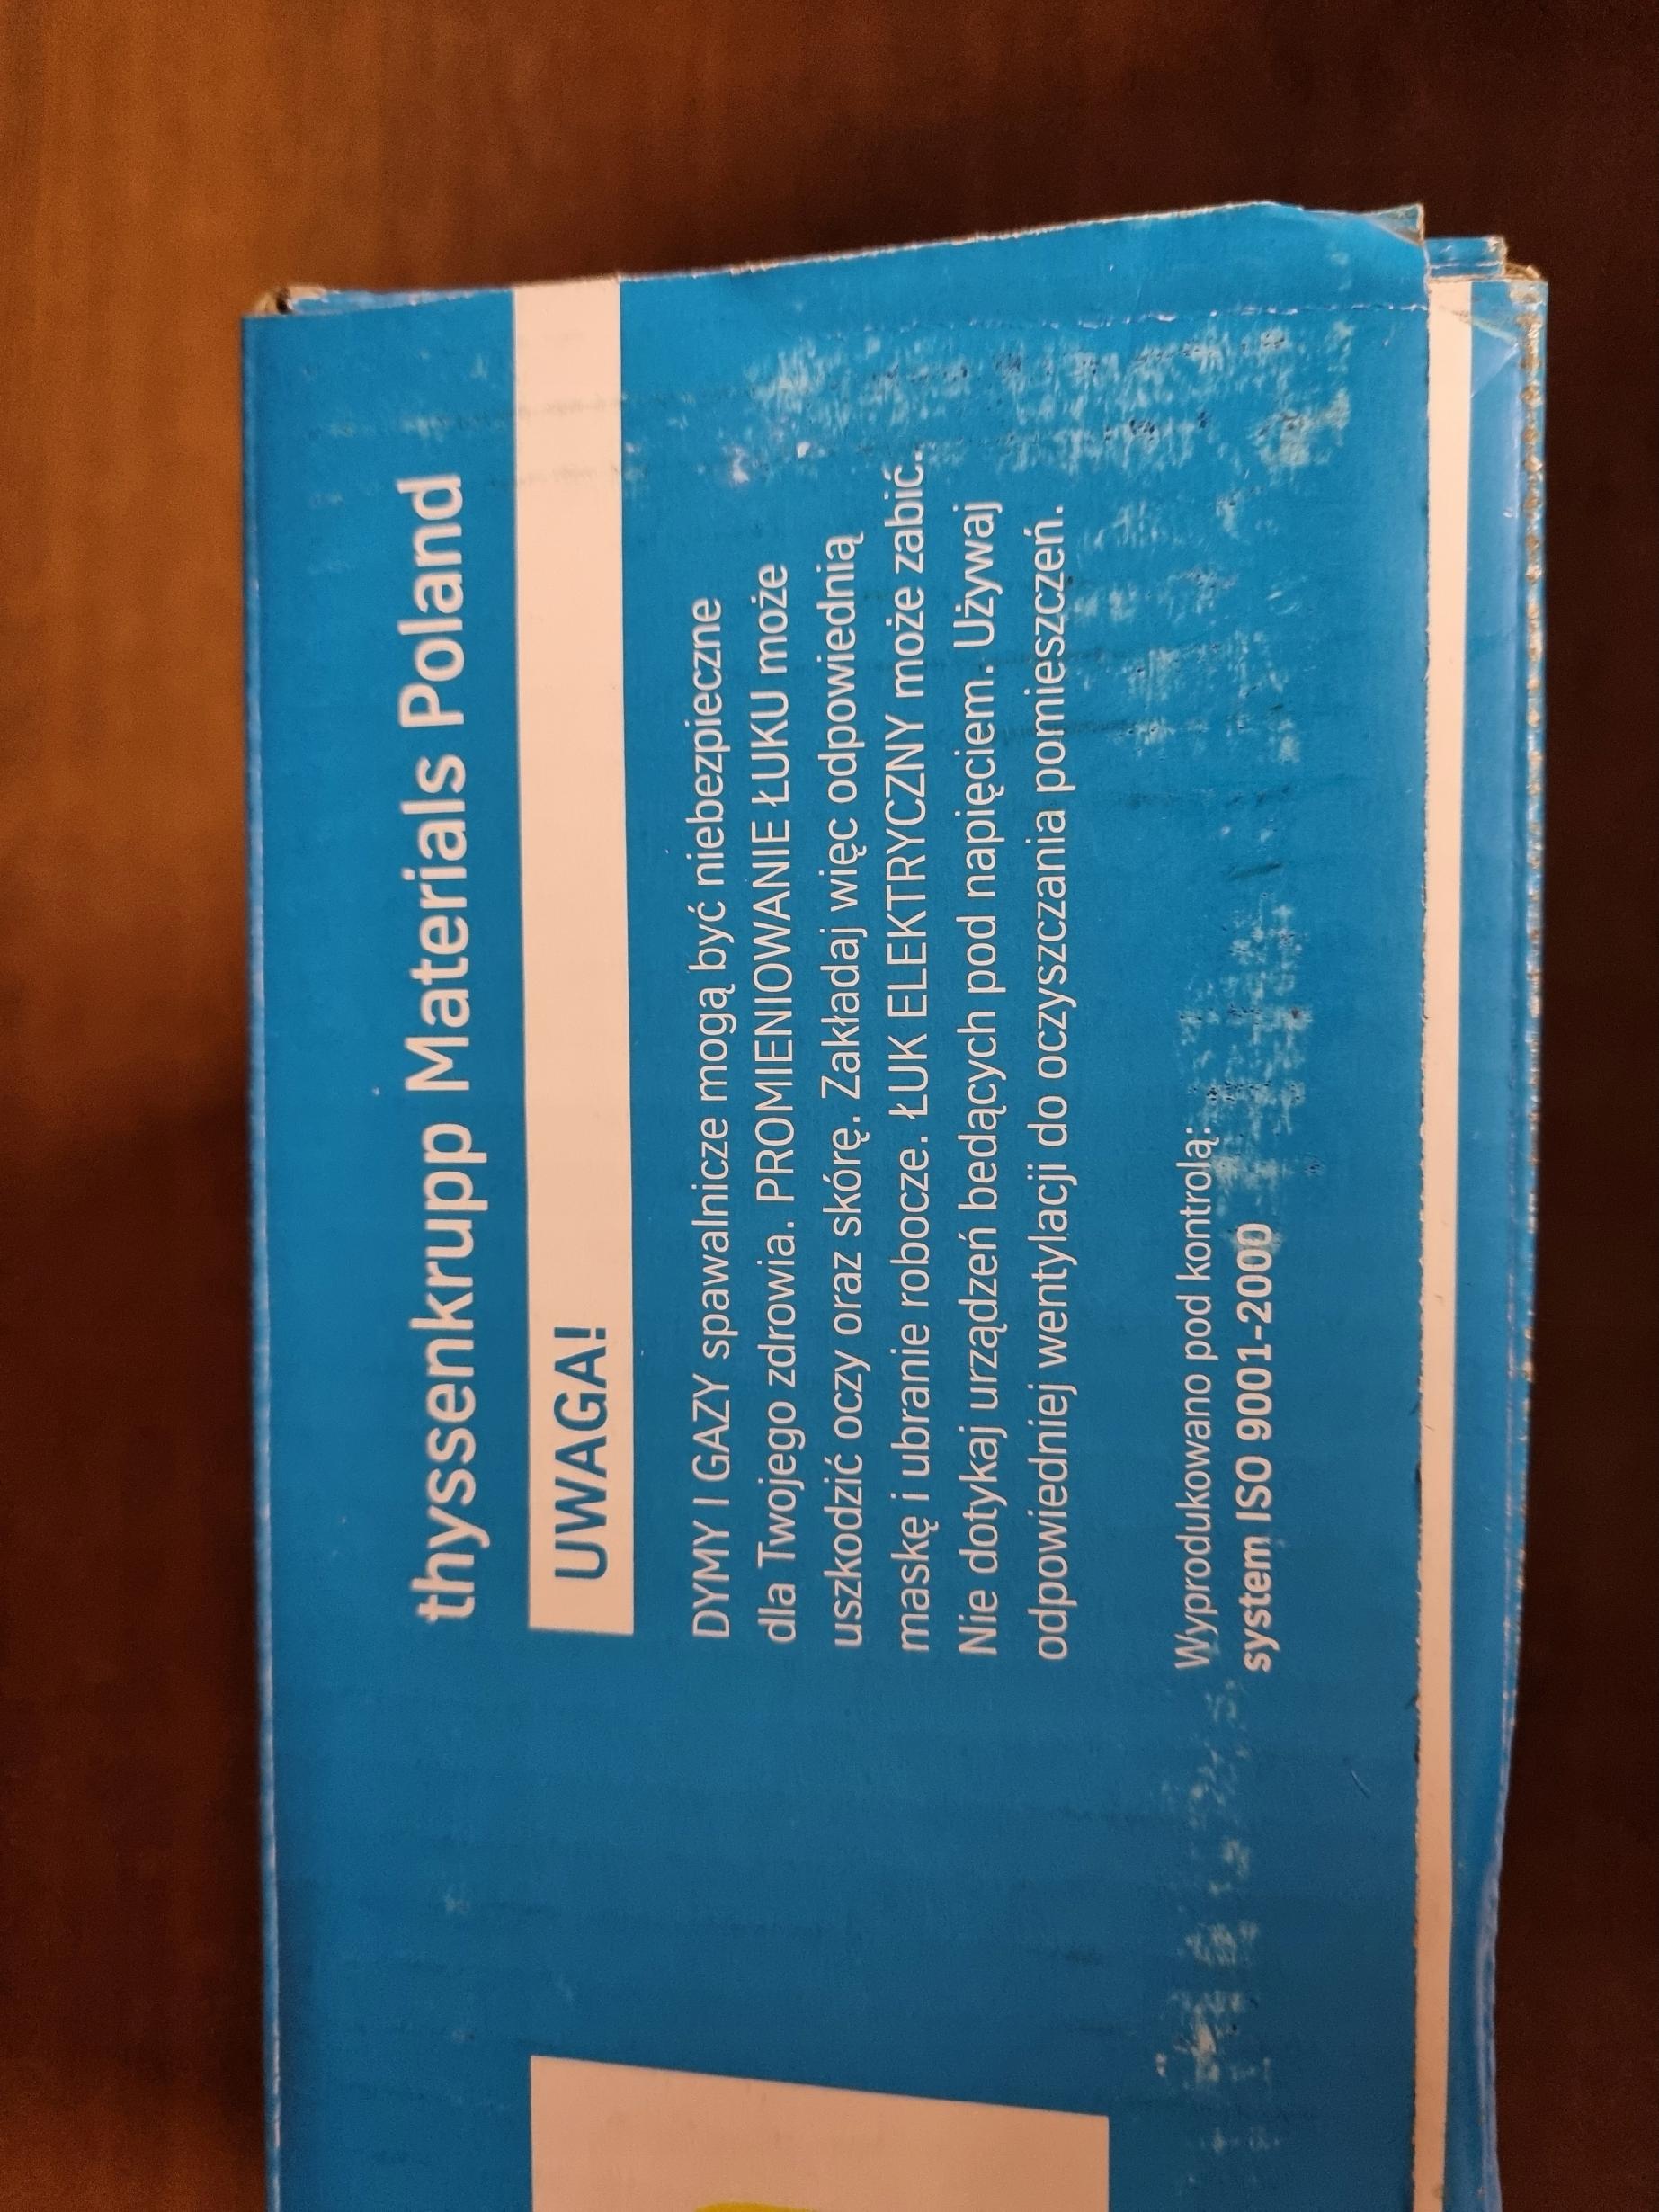 thyssenkrupp Materials Poland
UWAGA!
DYMY I GAZY spawalnicze mogą być niebezpieczne
dla Twojego zdrowia. PROMIENIOWANIE ŁUKU może
uszkodzić oczy oraz skórę. Zakładaj więc odpowiednią
maskę i ubranie robocze. ŁUK ELEKTRYCZNY może zabić.
Nie dotykaj urządzeń bedących pod napięciem. Używaj
odpowiedniej wentylacji do oczyszczania pomieszczeń.
Wyprodukowano pod kontrolą:
system ISO 9001-2000